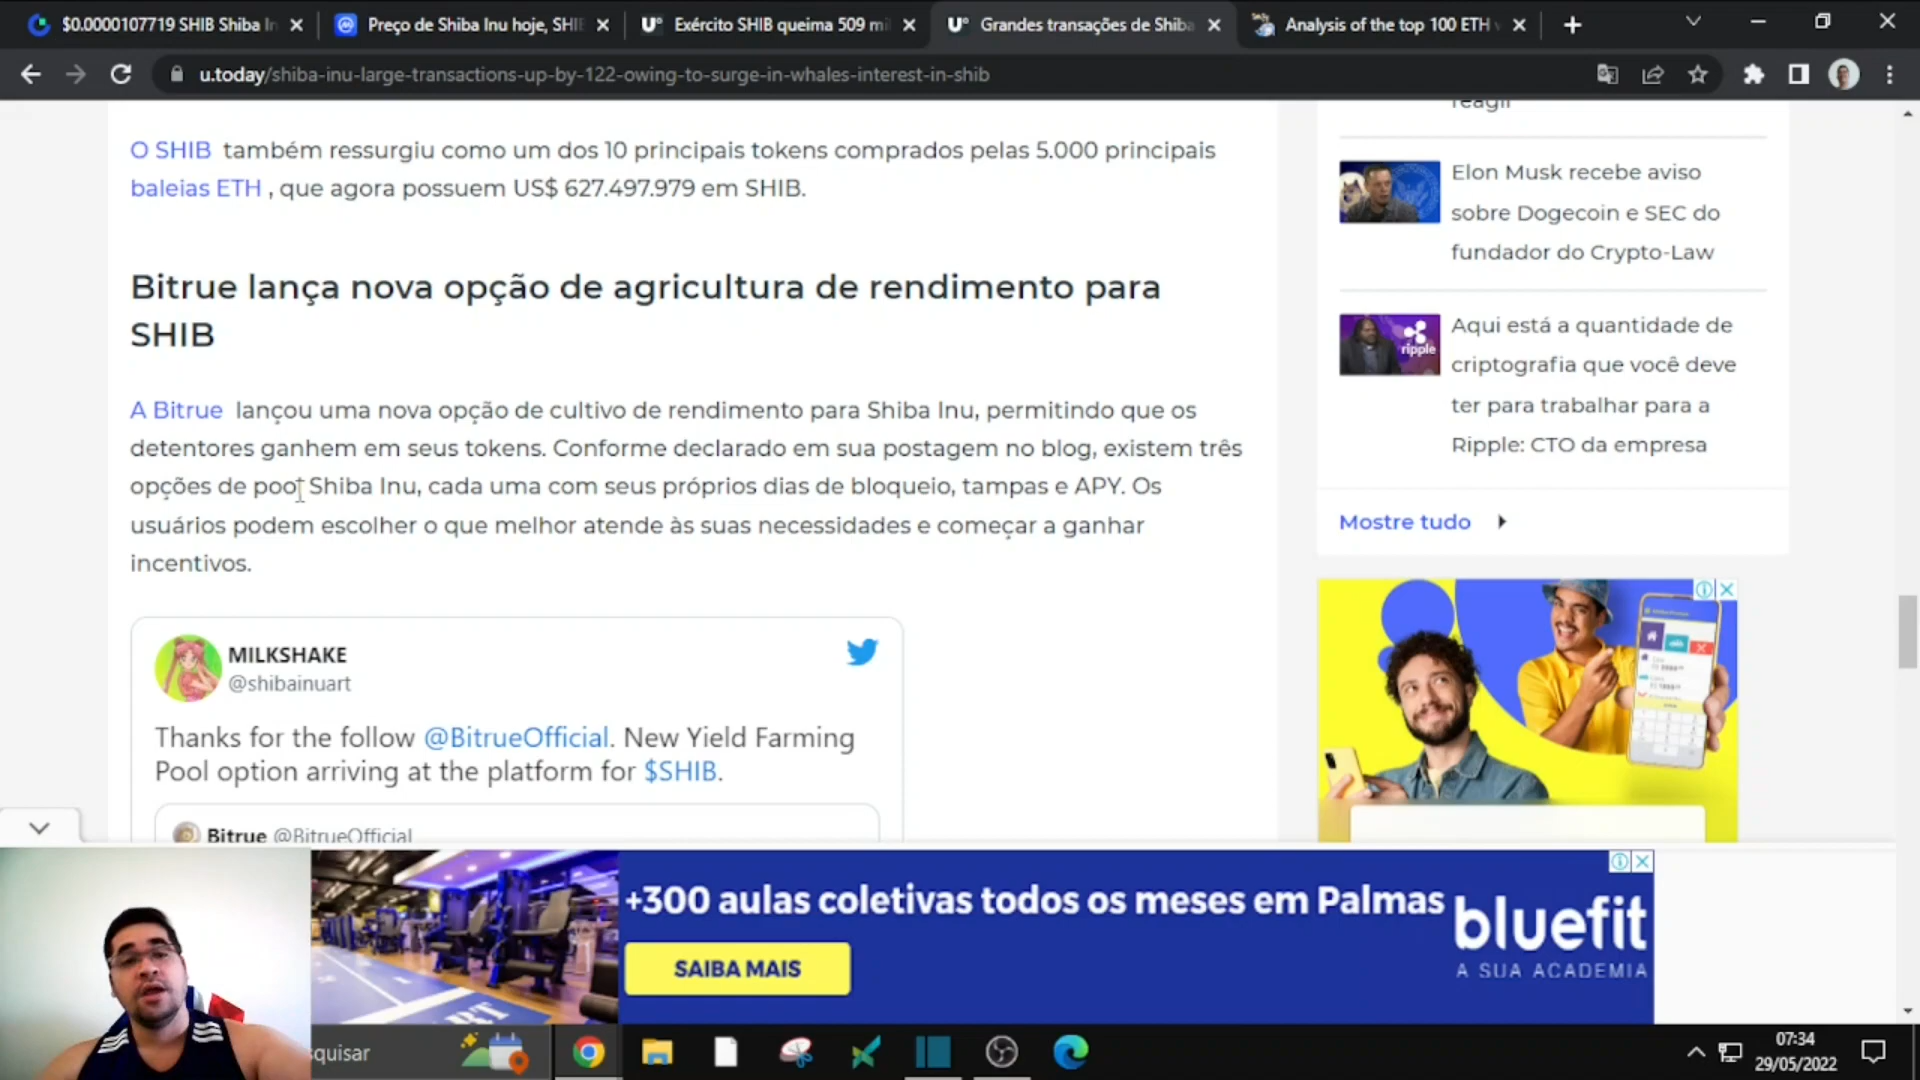 $0.0000107719 SHIB Shiba In
Preço de Shiba Inu hoje, SHI
Exército SHIB queima 509 mi
Grandes transações de Shiba
Analysis of the top 100 ETH
u.today/shiba-inu-large-transactions-up-by-122-owing-to-surge-in-whales-interest-in-shib
O SHIB também ressurgiu como um dos 10 principais tokens comprados pelas 5.000 principais
baleias ETH , que agora possuem US$ 627.497.979 em SHIB.
Bitrue lança nova opção de agricultura de rendimento para
SHIB
A Bitrue lançou uma nova opção de cultivo de rendimento para Shiba Inu, permitindo que os
detentores ganhem em seus tokens. Conforme declarado em sua postagem no blog, existem três
opções de pool Shiba Inu, cada uma com seus próprios dias de bloqueio, tampas e APY. Os
usuários podem escolher o que melhor atende às suas necessidades e começar a ganhar
incentivos.
MILKSHAKE
@shibainuart
Thanks for the follow @BitrueOfficial. New Yield Farming
Pool option arriving at the platform for $SHIB.
Bitrue @BitrueOfficial
reagir
Elon Musk recebe aviso
sobre Dogecoin e SEC do
fundador do Crypto-Law
ripple
Aqui está a quantidade de
criptografia que você deve
ter para trabalhar para a
Ripple: CTO da empresa
Mostre tudo
+300 aulas coletivas todos os meses em Palmas
SAIBA MAIS
bluefit
A SUA ACADEMIA
squisar
07:34
29/05/2022